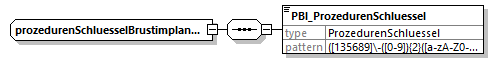 prozedurenSchluesselBrustimplan...
PBI_ProzedurenSchluessel
type ProzedurenSchluessel
pattern ([135689]\-([0-9]){2}([a-zA-Z0-...